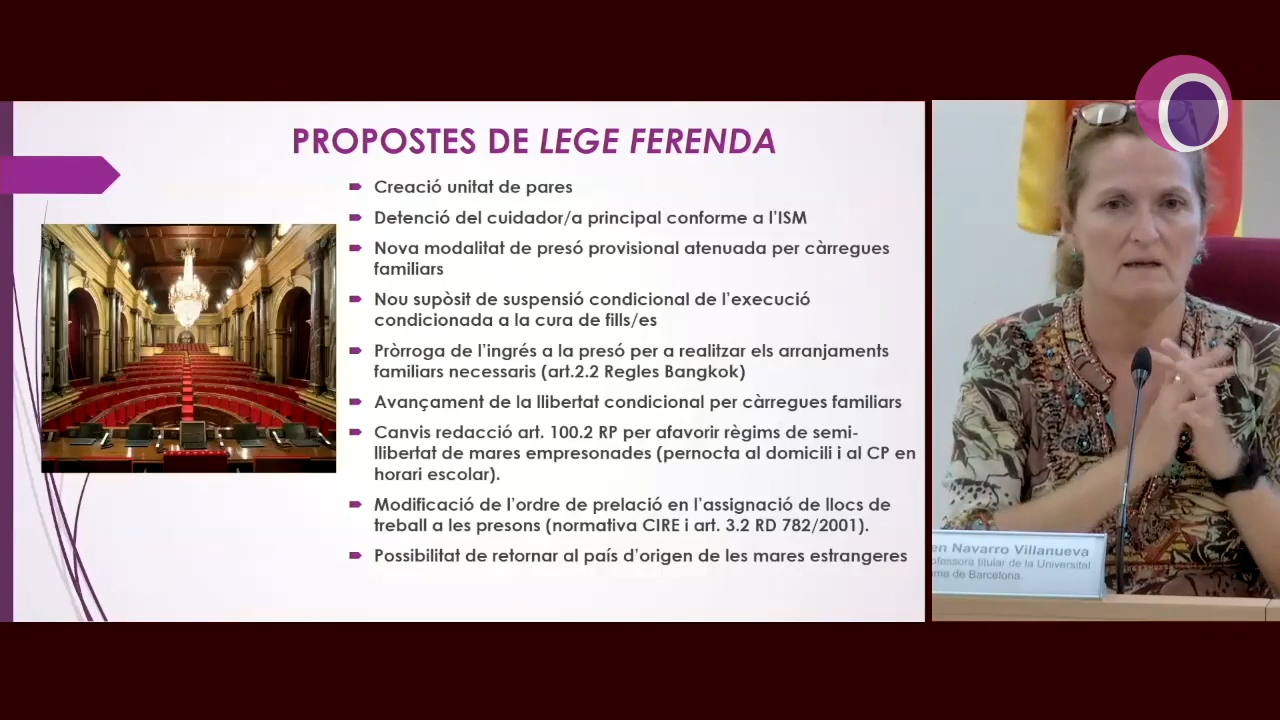 PROPOSTES DE LEGE FERENDA
Creació unitat de pares
Detenció del cuidador/a principal conforme a l'ISM
Nova modalitat de presó provisional atenuada per càrregues
familiars
Nou supòsit de suspensió condicional de l'execució
condicionada a la cura de fills/es
Pròrroga de l'ingrés a la presó per a realitzar els arranjaments
familiars necessaris (art.2.2 Regles Bangkok)
Avançament de la llibertat condicional per càrregues familiars
Canvis redacció art. 100.2 RP per afavorir règims de semi-
llibertat de mares empresonades (pernocta al domicili i al CP en
horari escolar).
Modificació de l'ordre de prelació en l'assignació de llocs de
treball a les presons (normativa CIRE i art. 3.2 RD 782/2001).
Possibilitat de retornar al país d'origen de les mares estrangeres
en Navarro Villanueva
ofessora titular de la Universitat
ma de Barcelona.